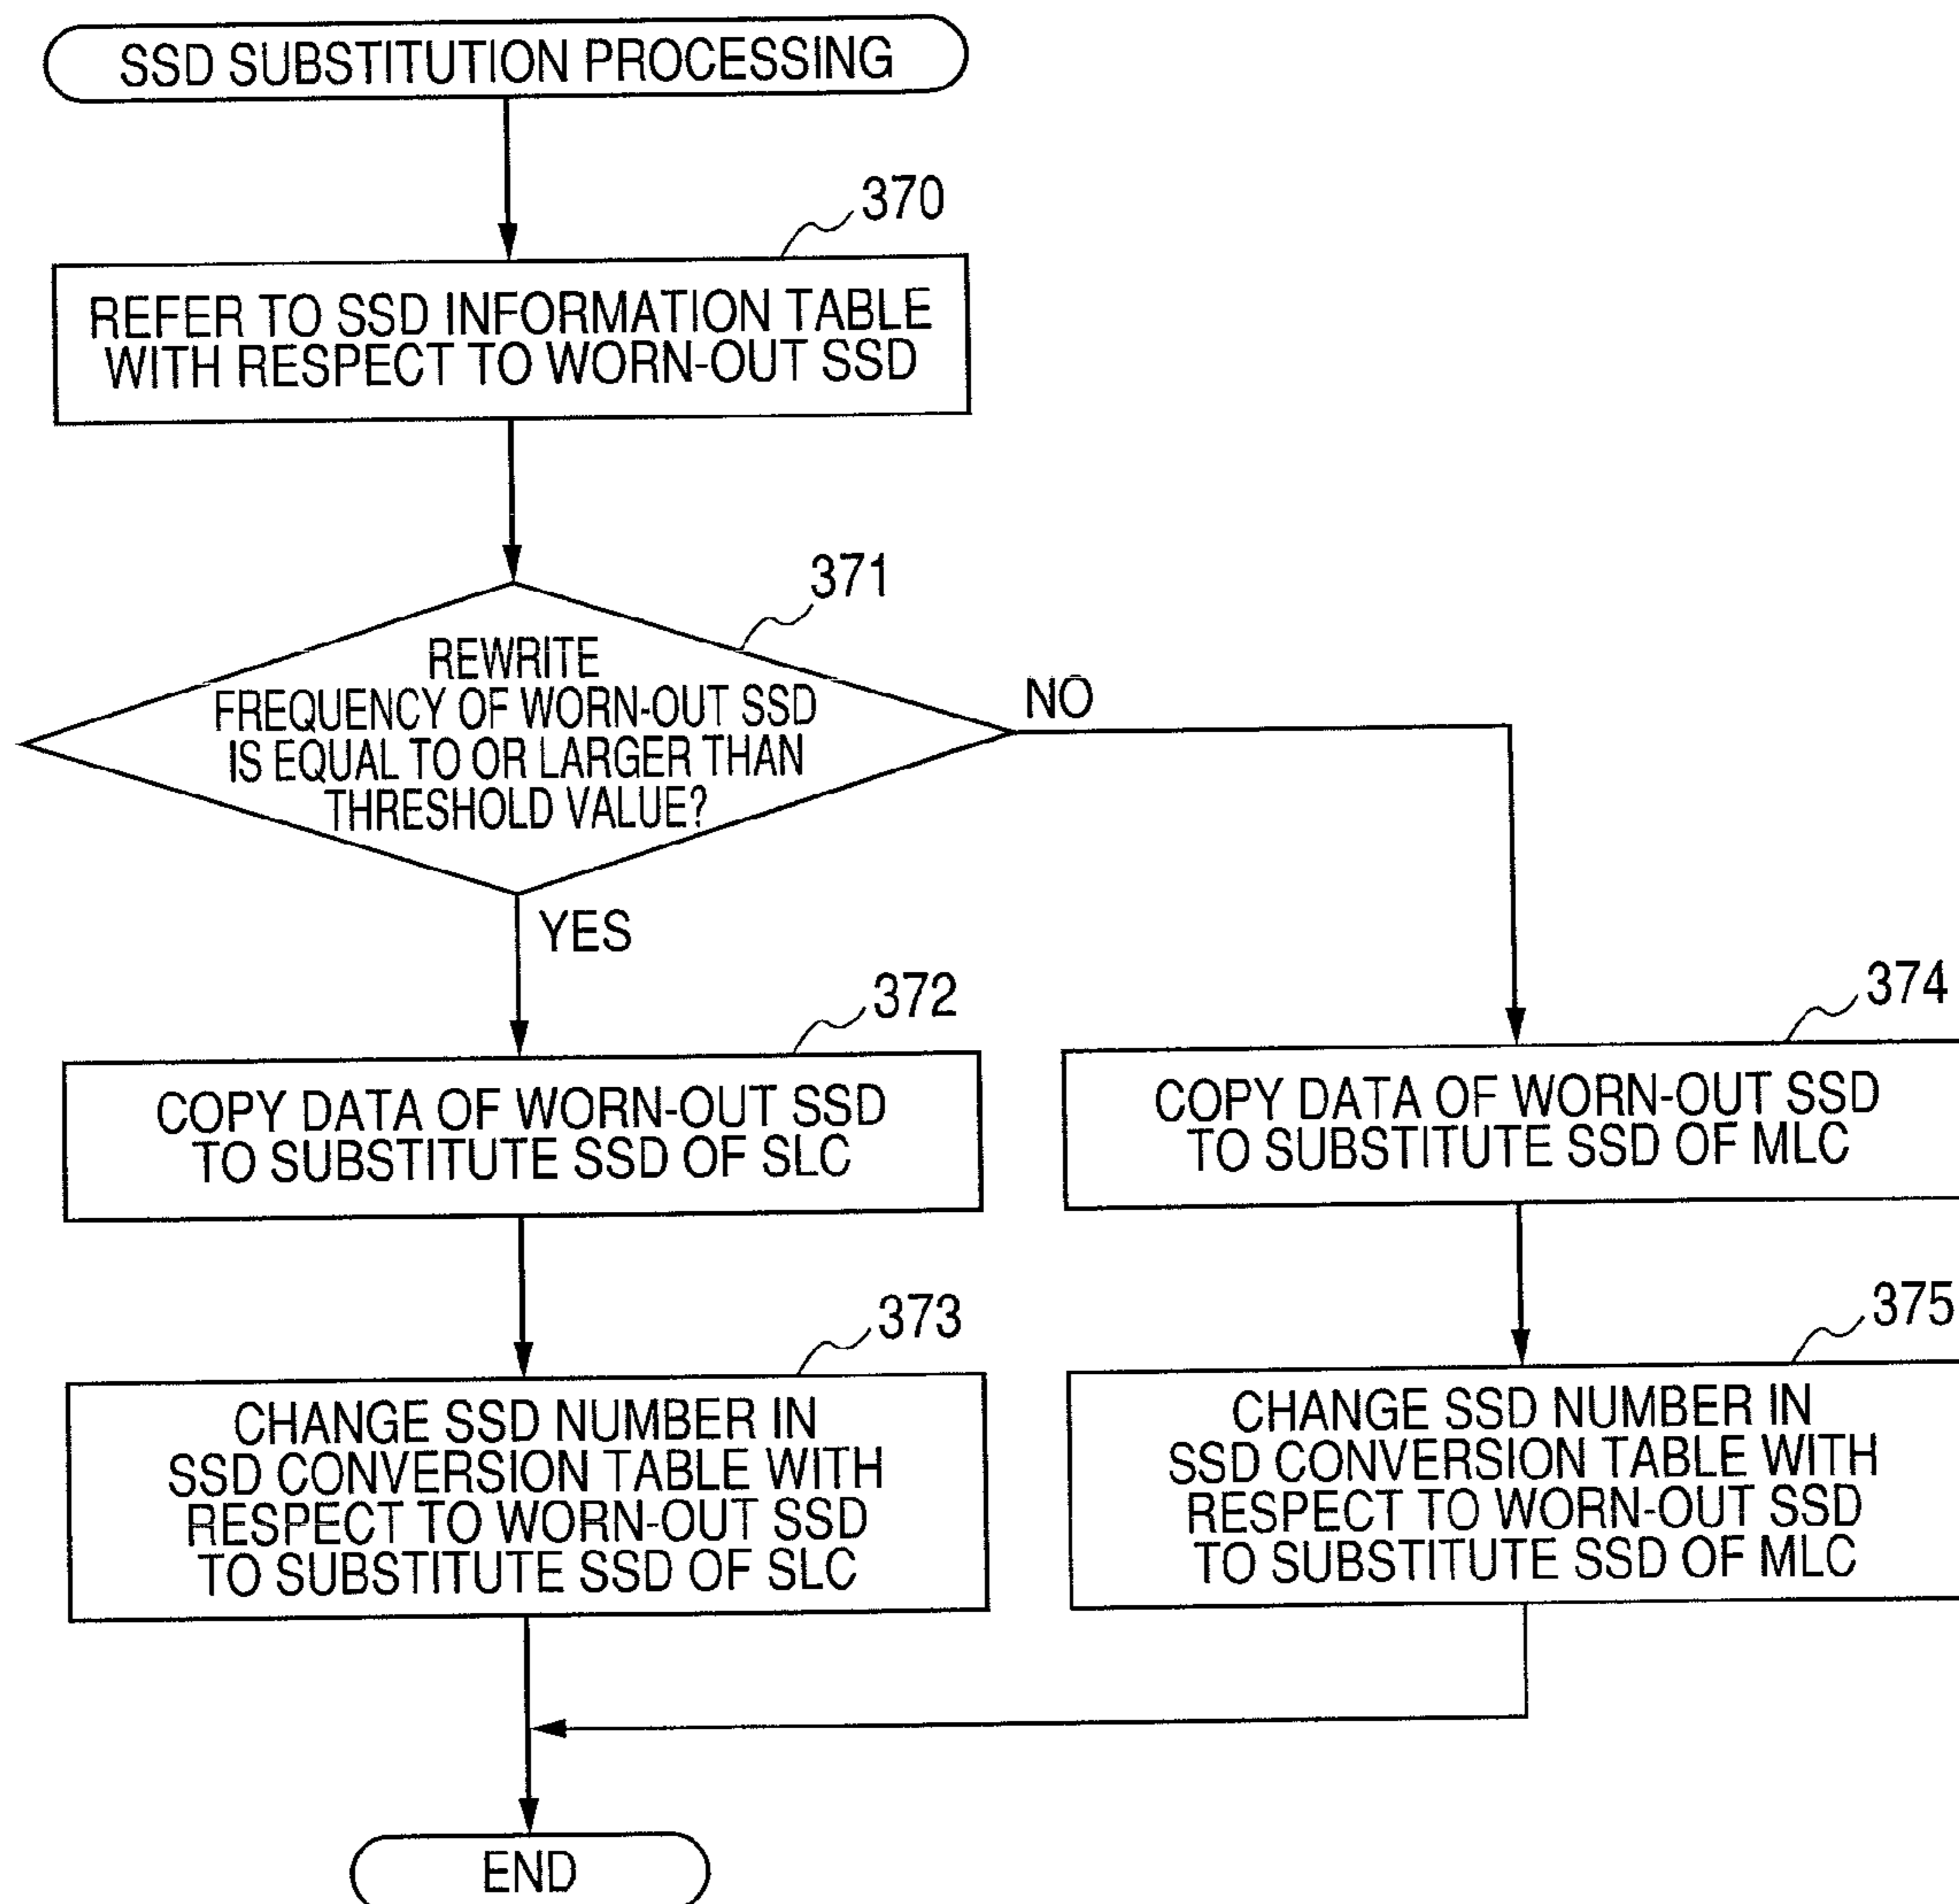 SSD SUBSTITUTION PROCESSING
370
REFER TO SSD INFORMATION TABLE
WITH RESPECT TO WORN-OUT SSD
371
REWRITE
FREQUENCY OF WORN-OUT SSD
IS EQUAL TO OR LARGER THAN
THRESHOLD VALUE?
NO
YES
372
COPY DATA OF WORN-OUT SSD
TO SUBSTITUTE SSD OF SLC
374
COPY DATA OF WORN-OUT SSD
TO SUBSTITUTE SSD OF MLC
373
CHANGE SSD NUMBER IN
SSD CONVERSION TABLE WITH
RESPECT TO WORN-OUT SSD
TO SUBSTITUTE SSD OF SLC
375
CHANGE SSD NUMBER IN
SSD CONVERSION TABLE WITH
RESPECT TO WORN-OUT SSD
TO SUBSTITUTE SSD OF MLC
END